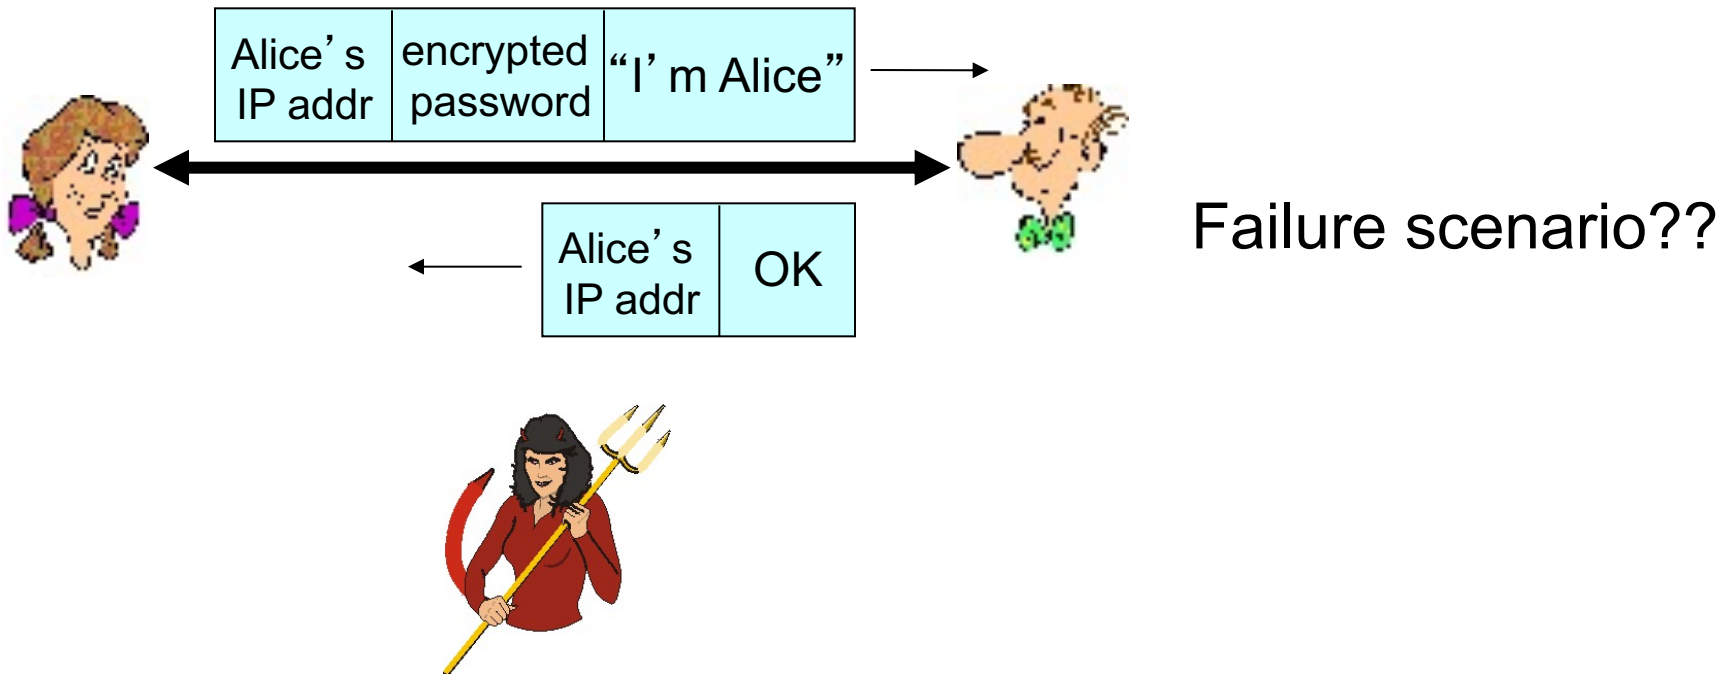 Alice’s
IP addr
encrypted
password
“I’m Alice”
Alice’s
IP addr
OK
Failure scenario??